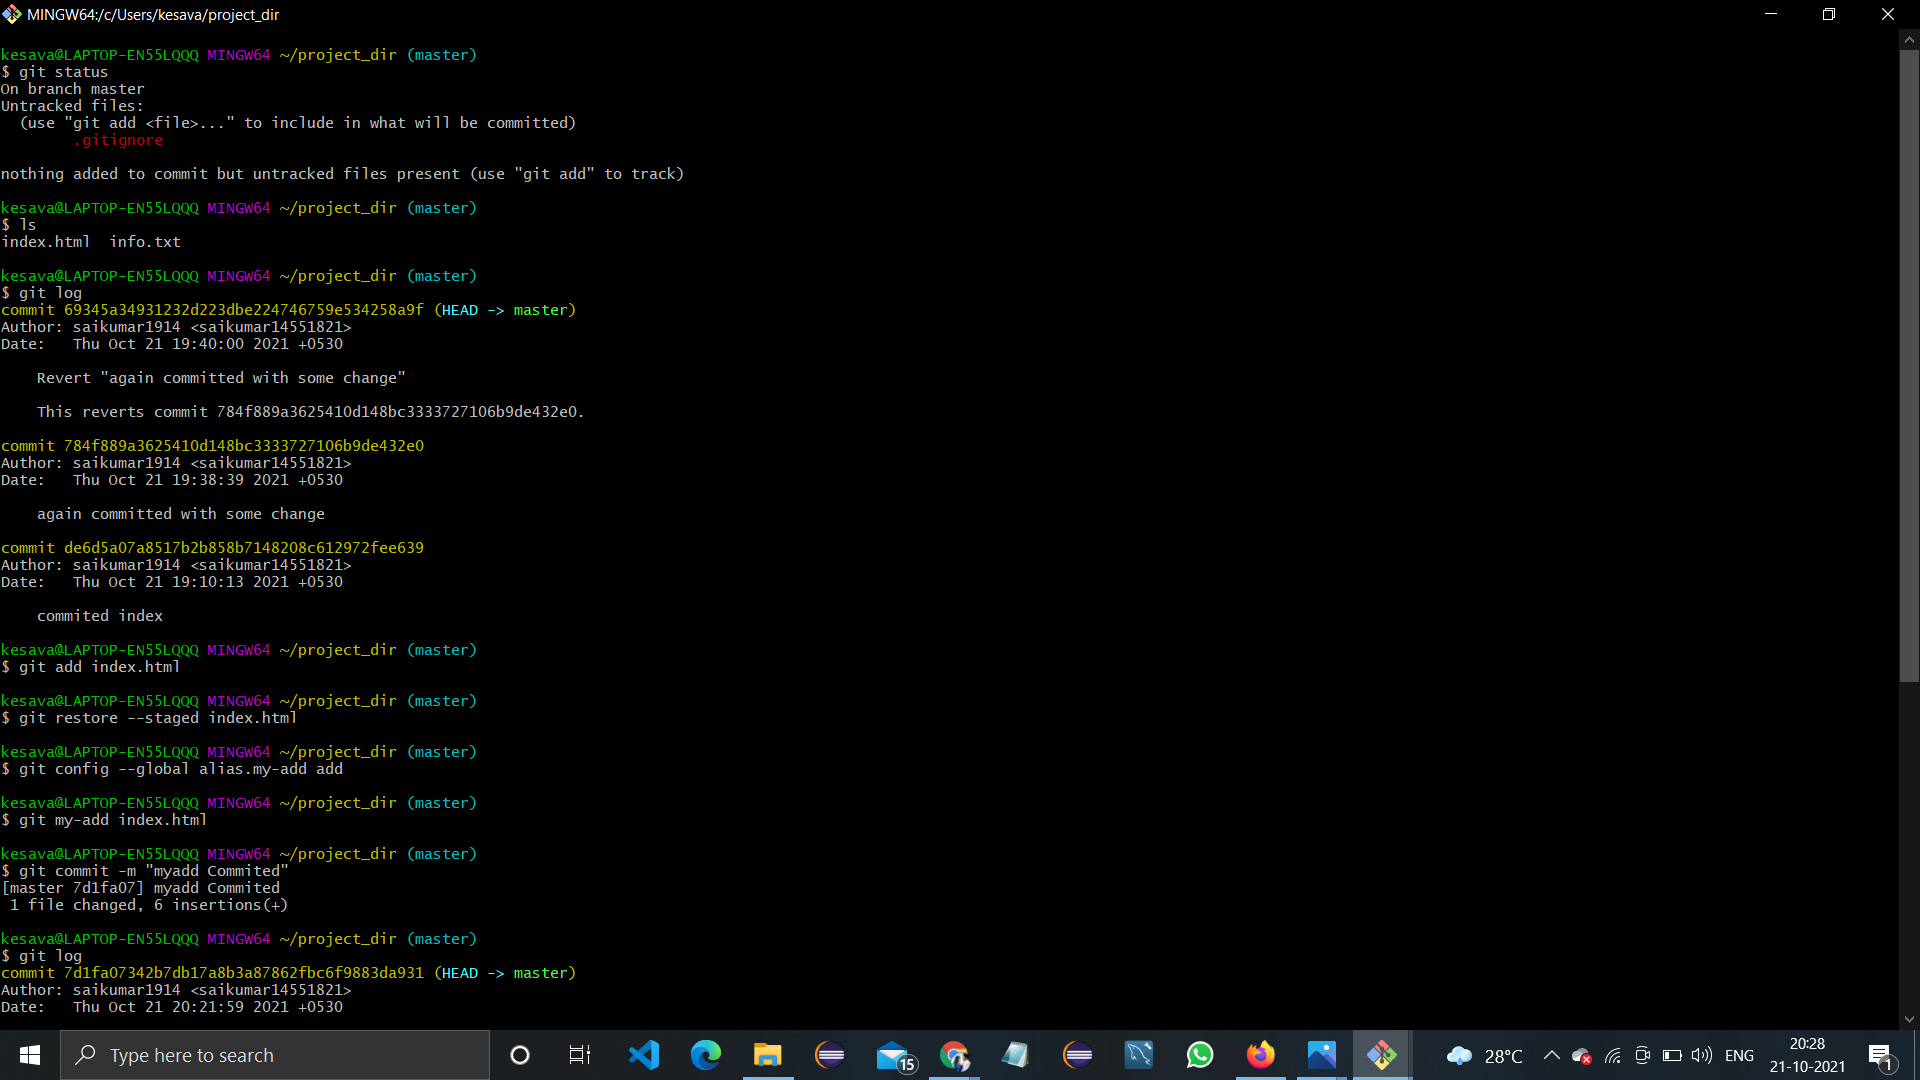 MINGW64:/c/Users/kesava/project_dir
kesava@LAPTOP-EN55LQQQ MINGW64 ~/project_dir (master)
$ git status
On branch master
Untracked files:
  (use "git add <file>..." to include in what will be committed)
        .gitignore
nothing added to commit but untracked files present (use "git add" to track)
kesava@LAPTOP-EN55LQQQ MINGW64 ~/project_dir (master)
$ ls
index.html  info.txt
kesava@LAPTOP-EN55LQQQ MINGW64 ~/project_dir (master)
$ git log
commit 69345a34931232d223dbe224746759e534258a9f (HEAD -> master)
Author: saikumar1914 <saikumar14551821>
Date:   Thu Oct 21 19:40:00 2021 +0530
    Revert "again committed with some change"
    This reverts commit 784f889a3625410d148bc3333727106b9de432e0.
commit 784f889a3625410d148bc3333727106b9de432e0
Author: saikumar1914 <saikumar14551821>
Date:   Thu Oct 21 19:38:39 2021 +0530
    again committed with some change
commit de6d5a07a8517b2b858b7148208c612972fee639
Author: saikumar1914 <saikumar14551821>
Date:   Thu Oct 21 19:10:13 2021 +0530
    commited index
kesava@LAPTOP-EN55LQQQ MINGW64 ~/project_dir (master)
$ git add index.html
kesava@LAPTOP-EN55LQQQ MINGW64 ~/project_dir (master)
$ git restore --staged index.html
kesava@LAPTOP-EN55LQQQ MINGW64 ~/project_dir (master)
$ git config --global alias.my-add add
kesava@LAPTOP-EN55LQQQ MINGW64 ~/project_dir (master)
$ git my-add index.html
kesava@LAPTOP-EN55LQQQ MINGW64 ~/project_dir (master)
$ git commit -m "myadd Commited"
[master 7d1fa07] myadd Commited
 1 file changed, 6 insertions(+)
kesava@LAPTOP-EN55LQQQ MINGW64 ~/project_dir (master)
$ git log
commit 7d1fa07342b7db17a8b3a87862fbc6f9883da931 (HEAD -> master)
Author: saikumar1914 <saikumar14551821>
Date:   Thu Oct 21 20:21:59 2021 +0530
Type here to search
15
28°C
ENG
20:28
21-10-2021
1